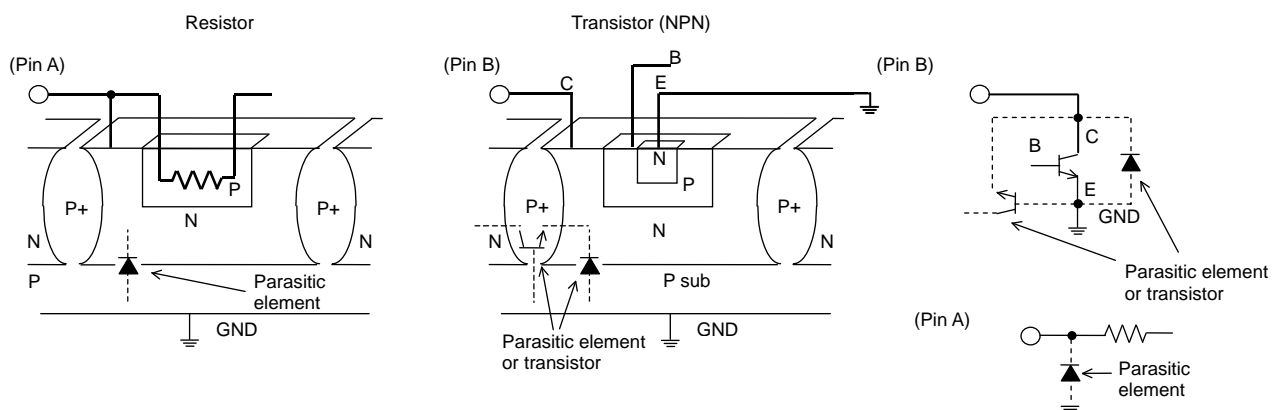 Resistor
(Pin A)
P
N
P+
P+
N
N
P
Parasitic
element
GND
Transistor (NPN)
(Pin B)
C
B
E
N
P
N
P+
P+
N
N
P sub
GND
Parasitic element
or transistor
(Pin B)
C
B
E
GND
Parasitic element
or transistor
(Pin A)
Parasitic
element